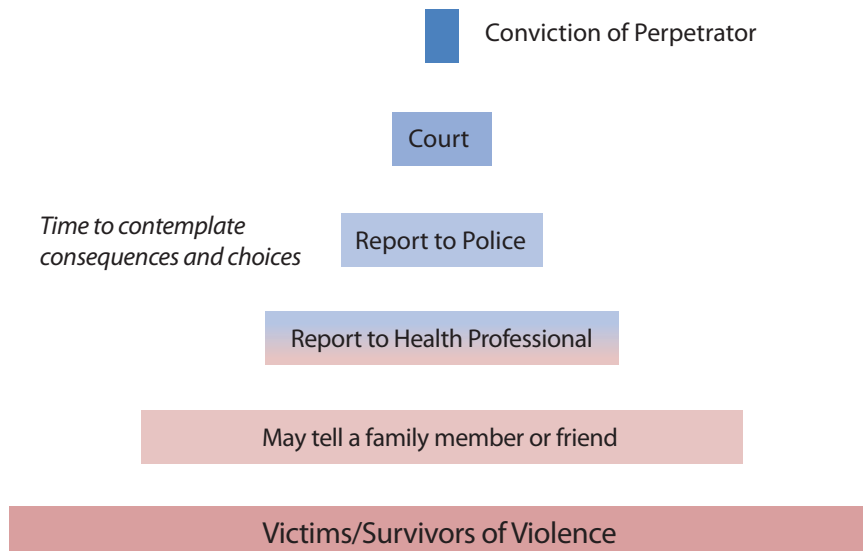 Conviction of Perpetrator
Court
Time to contemplate
consequences and choices
Report to Police
Report to Health Professional
May tell a family member or friend
Victims/Survivors of Violence